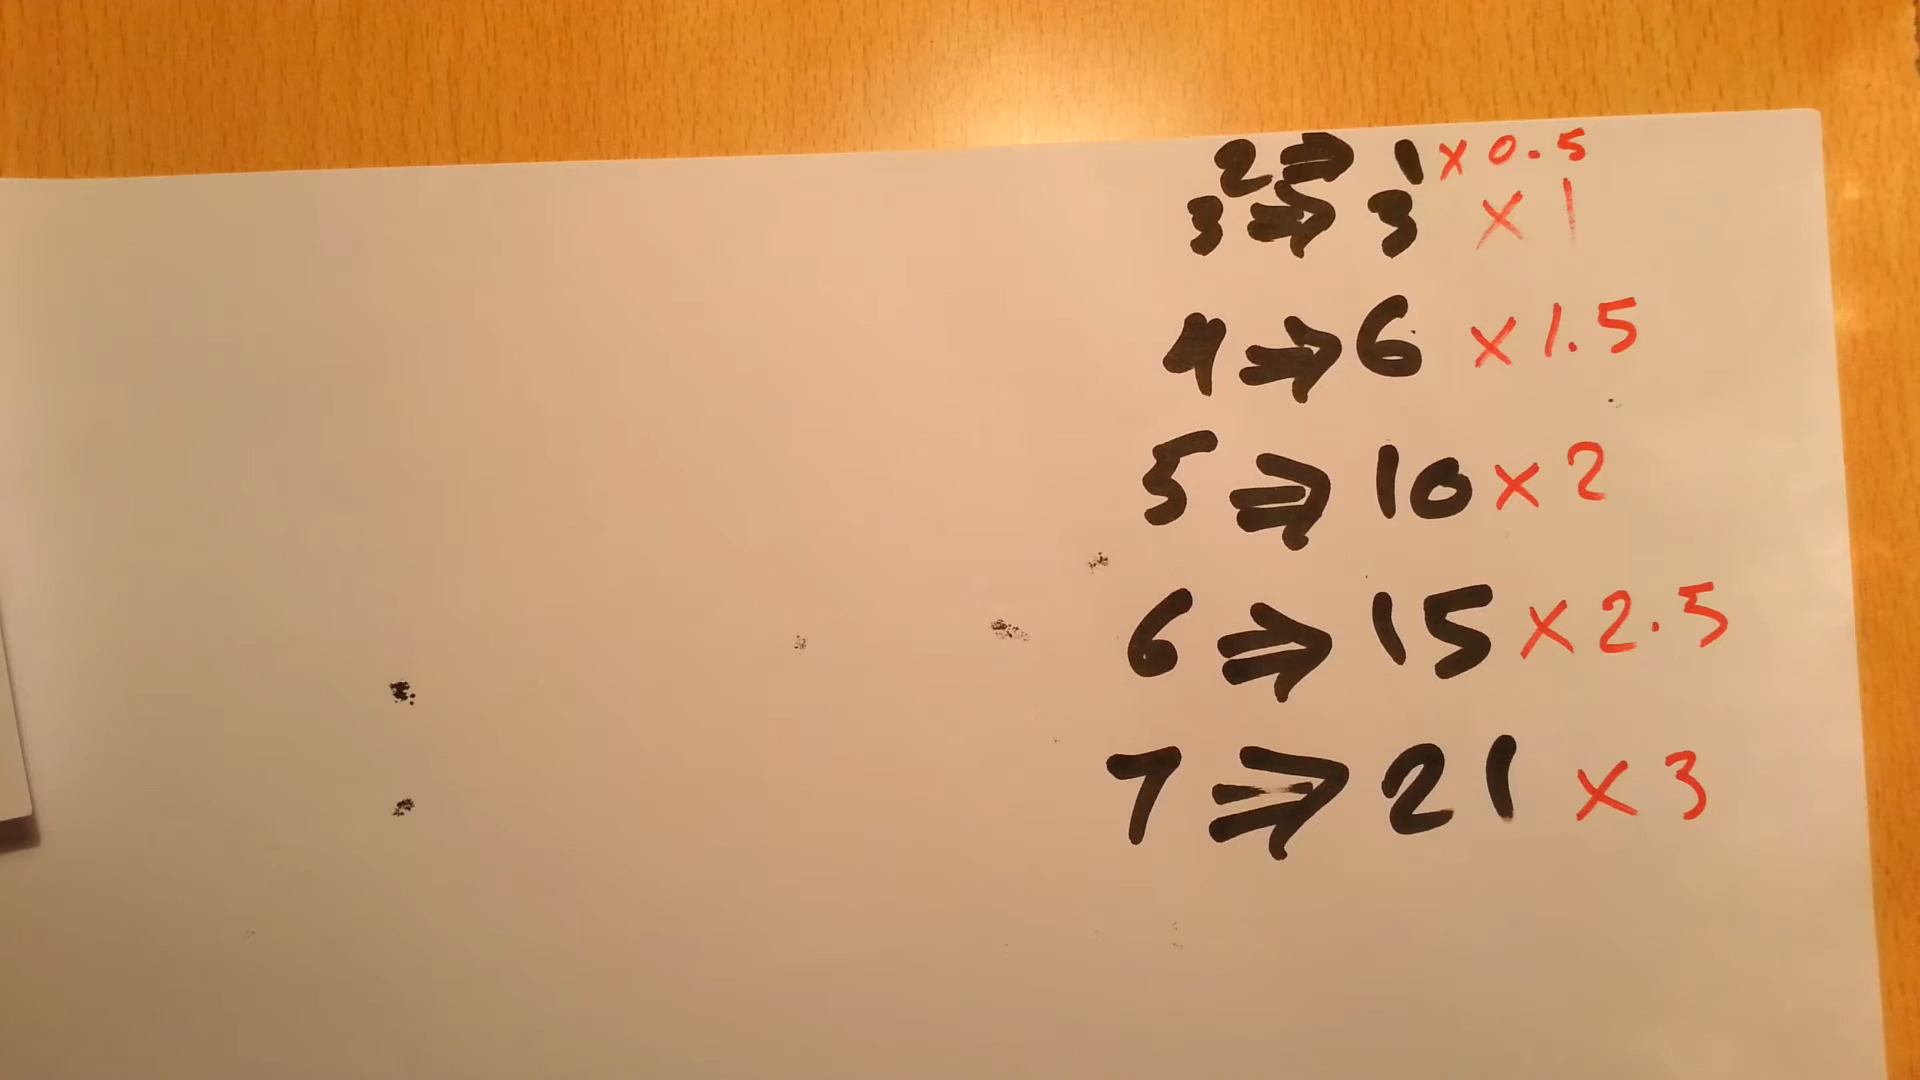 2 ⇒ 1 x 0.5
3 ⇒ 3 x 1
4 ⇒ 6 x 1.5
5 ⇒ 10 x 2
6 ⇒ 15 x 2.5
7 ⇒ 21 x 3